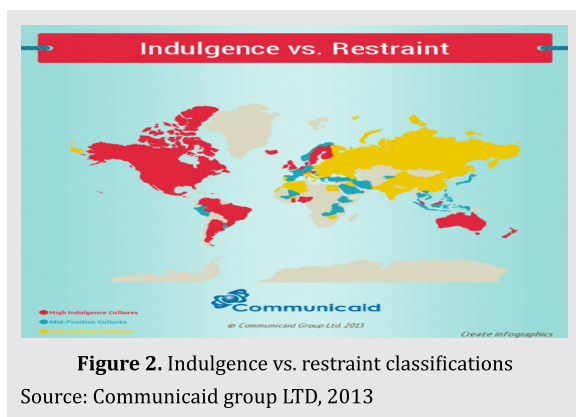 Indulgence vs. Restraint
High Indulgence Cultures
Mid-Positive Cultures
Communicaid
© Communicaid Group Ltd. 2013
Create infographics
Figure 2. Indulgence vs. restraint classifications
Source: Communicaid group LTD, 2013